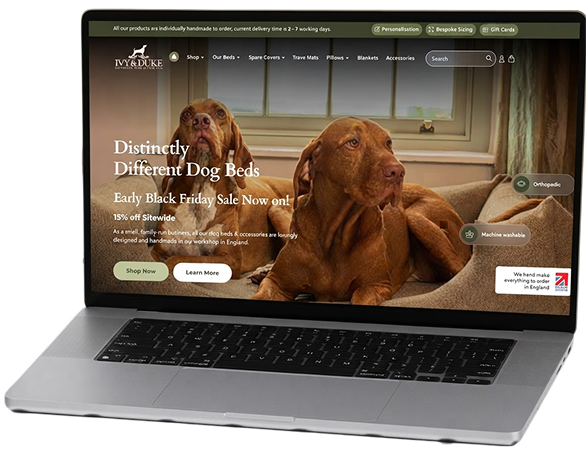 All our products are individually handmade to order, current delivery time is 2 - 7 working days.
Personalisation
Bespoke Sizing
Gift Cards
IVY & DUKE
Shop
Our Beds
Spare Covers
Travel Mats
Pillows
Blankets
Accessories
Search
Distinctly
Different Dog Beds
Early Black Friday Sale Now on!
15% off Sitewide
As a small, family-run business, all our dog beds & accessories are lovingly
designed and handmade in our workshop in England.
Shop Now
Learn More
Orthopedic
Machine washable
We hand make
everything to order
in England